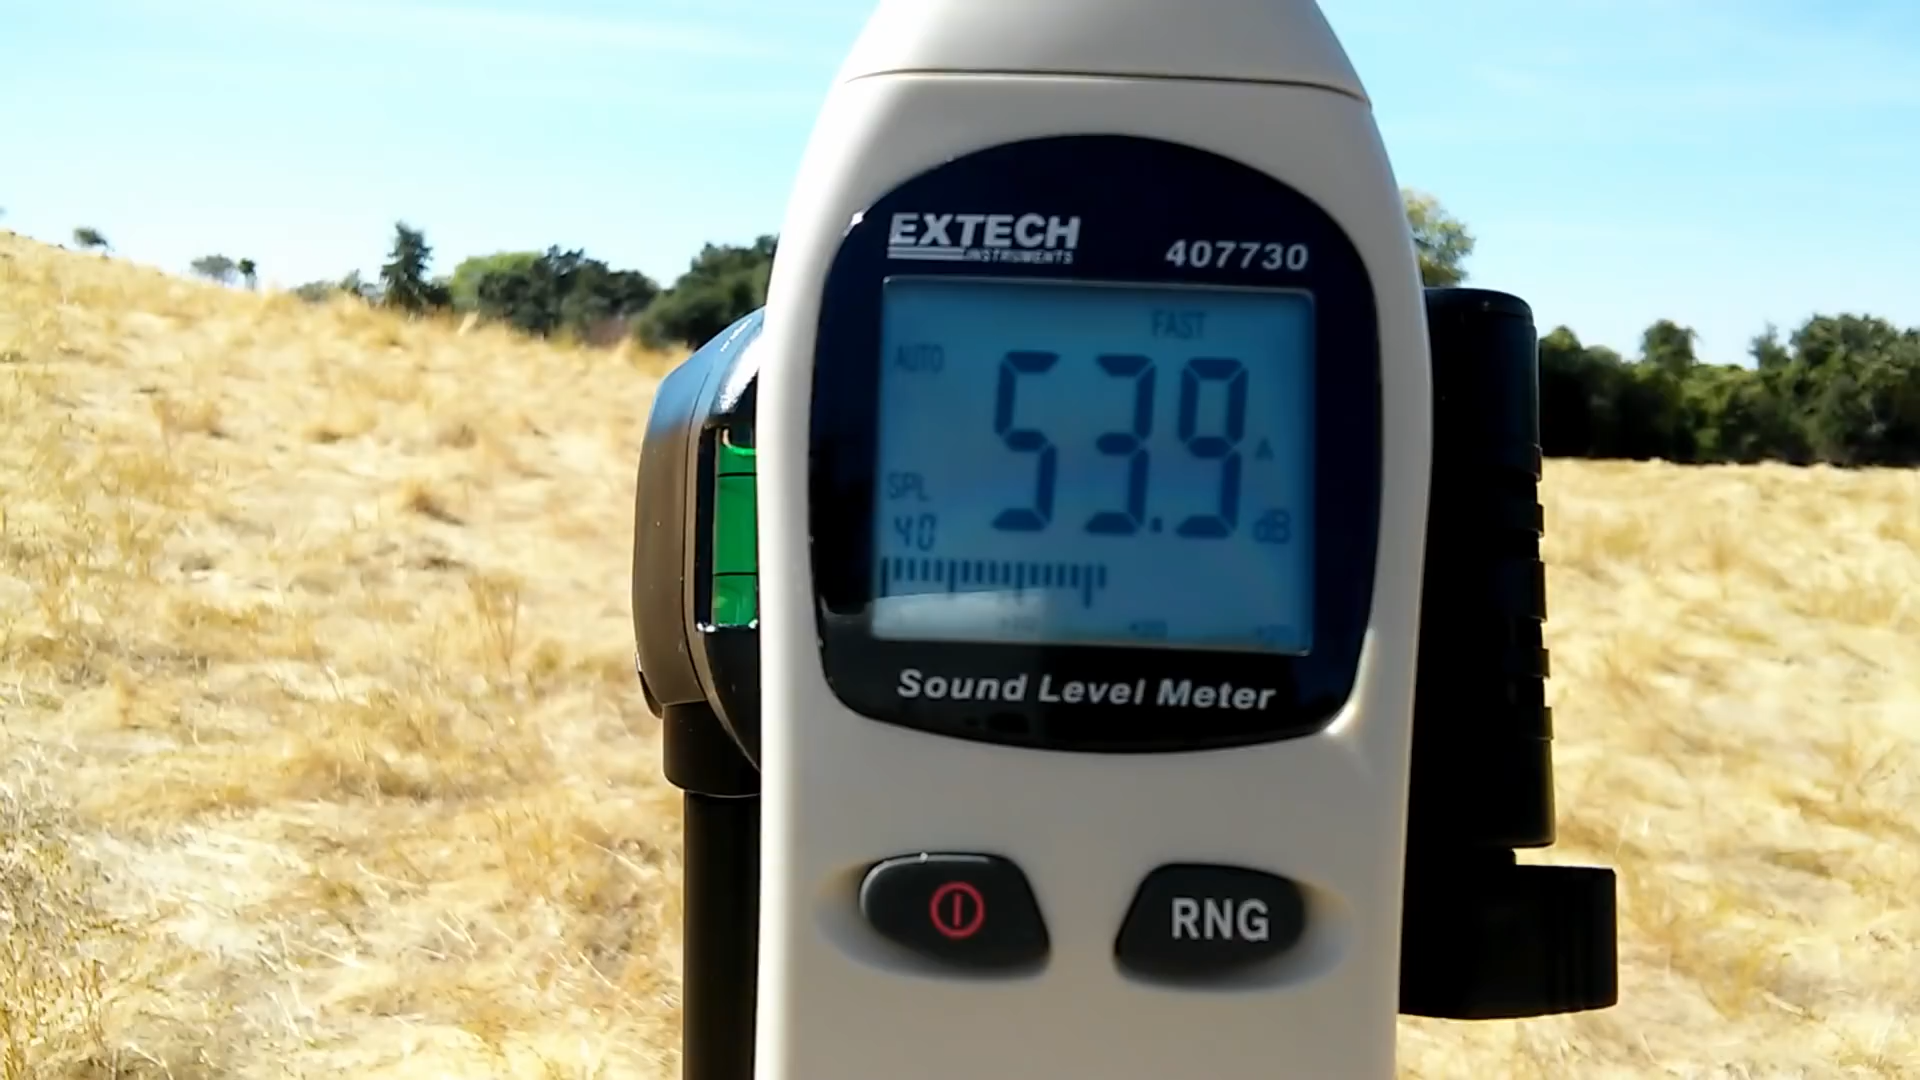 EXTECH
INSTRUMENTS
407730
FAST
AUTO
53.9
A
SPL
dB
40
Sound Level Meter
RNG